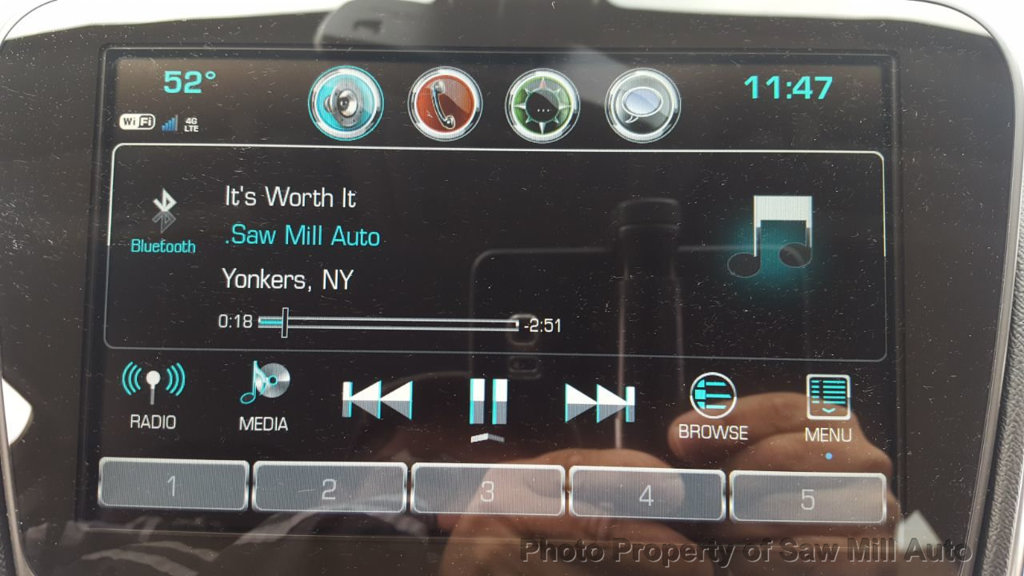 52° 11:47
WiFi 4G LTE
It's Worth It
Bluetooth .Saw Mill Auto
Yonkers, NY
0:18 -2:51
RADIO MEDIA BROWSE MENU
1 2 3 4 5
Photo Property of Saw Mill Auto